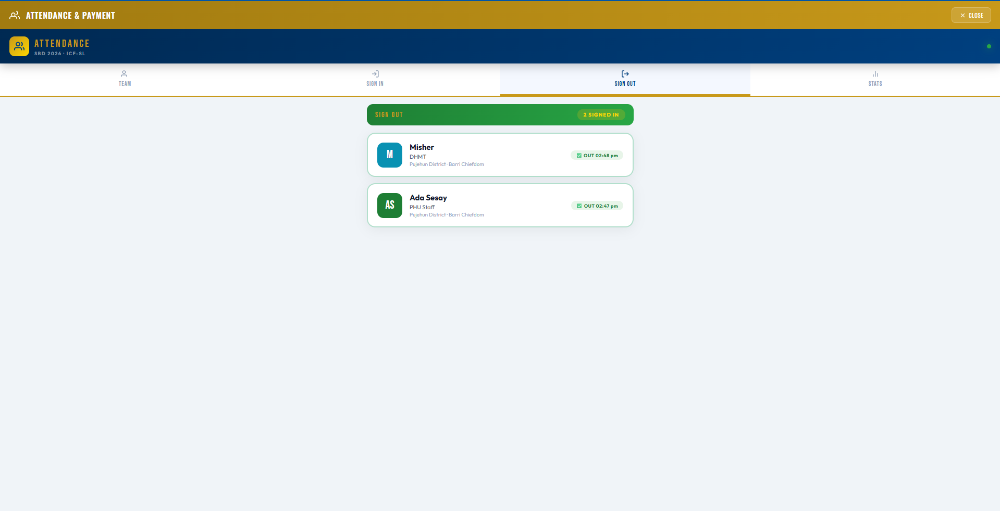 ATTENDANCE & PAYMENT
CLOSE
ATTENDANCE
SBD 2026 · ICF-SL
TEAM
SIGN IN
SIGN OUT
STATS
SIGN OUT
2 SIGNED IN
M
Misher
DHMT
Pujehun District · Barri Chiefdom
OUT 02:48 pm
AS
Ada Sesay
PHU Staff
Pujehun District · Barri Chiefdom
OUT 02:47 pm